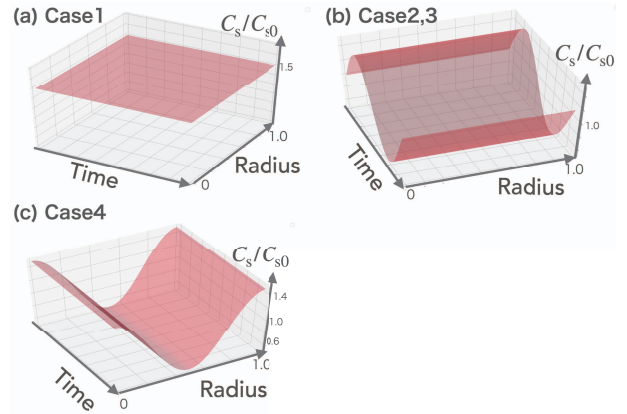 (a) Case1
Cs/Cs0
1.5
1.0
Time
0
Radius
(b) Case2,3
Cs/Cs0
1.0
1.0
Time
0
Radius
(c) Case4
Cs/Cs0
1.4
1.0
0.6
1.0
Time
0
Radius